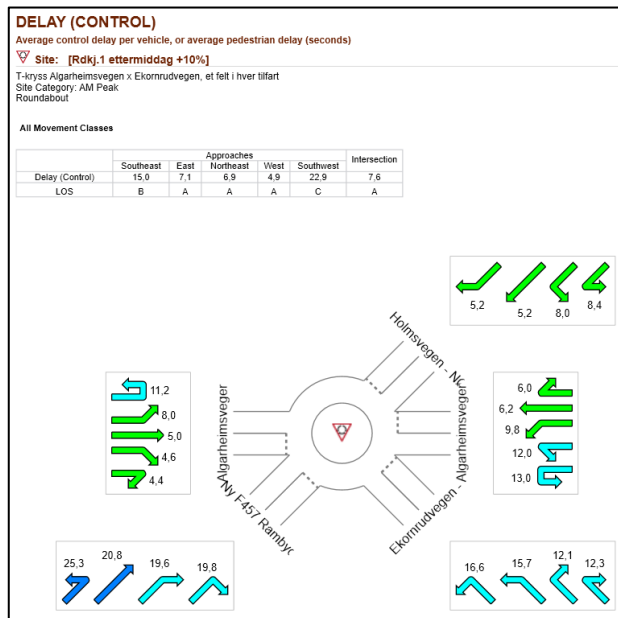 DELAY (CONTROL)
Average control delay per vehicle, or average pedestrian delay (seconds)
Site: [Rdkj.1 ettermiddag +10%]
T-kryss Algarheimsvegen x Ekornrudvegen, et felt i hver tilfart
Site Category: AM Peak
Roundabout
All Movement Classes
Approaches Intersection
Southeast East Northeast West Southwest
Delay (Control) 15,0 7,1 6,9 4,9 22,9 7,6
LOS B A A A C A
5,2 5,2 8,0 8,4
Holmsvegen - NO
11,2
8,0
5,0
4,6
4,4
Algarheimsveger
6,0
6,2
9,8
12,0
13,0
Ny F457 Rambyc
Ekornrudvegen - Algarheimsveger
25,3 20,8 19,6 19,8
16,6 15,7 12,1 12,3